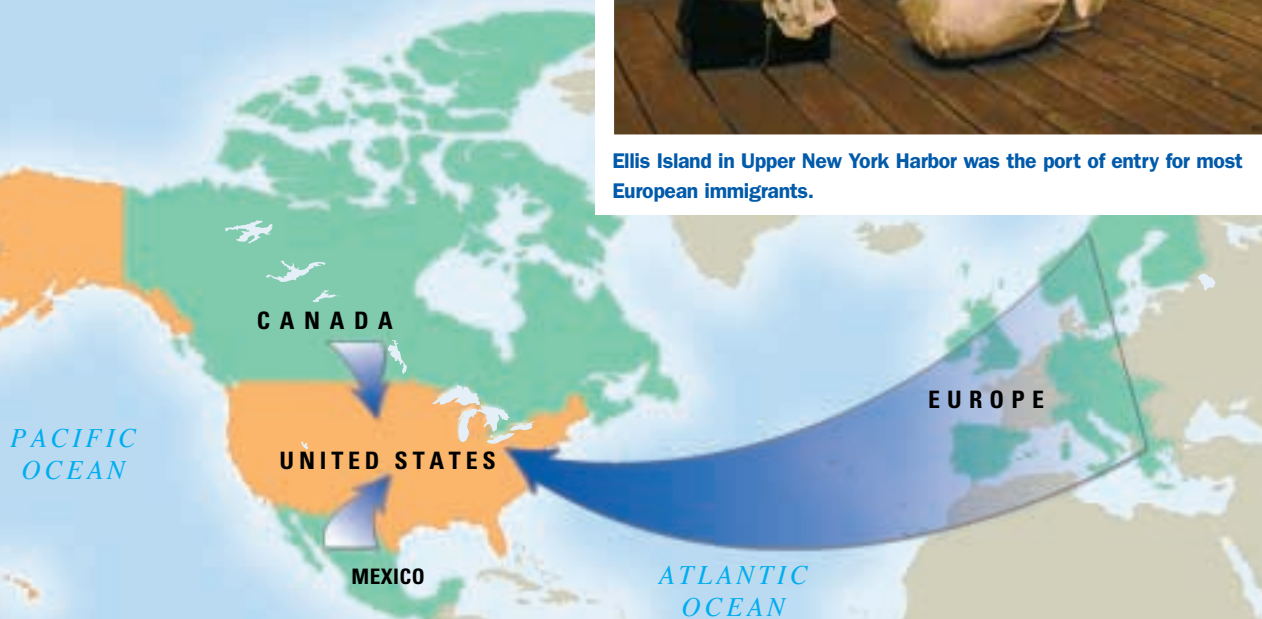 Ellis Island in Upper New York Harbor was the port of entry for most
European immigrants.
CANADA
EUROPE
PACIFIC
OCEAN
UNITED STATES
MEXICO
ATLANTIC
OCEAN